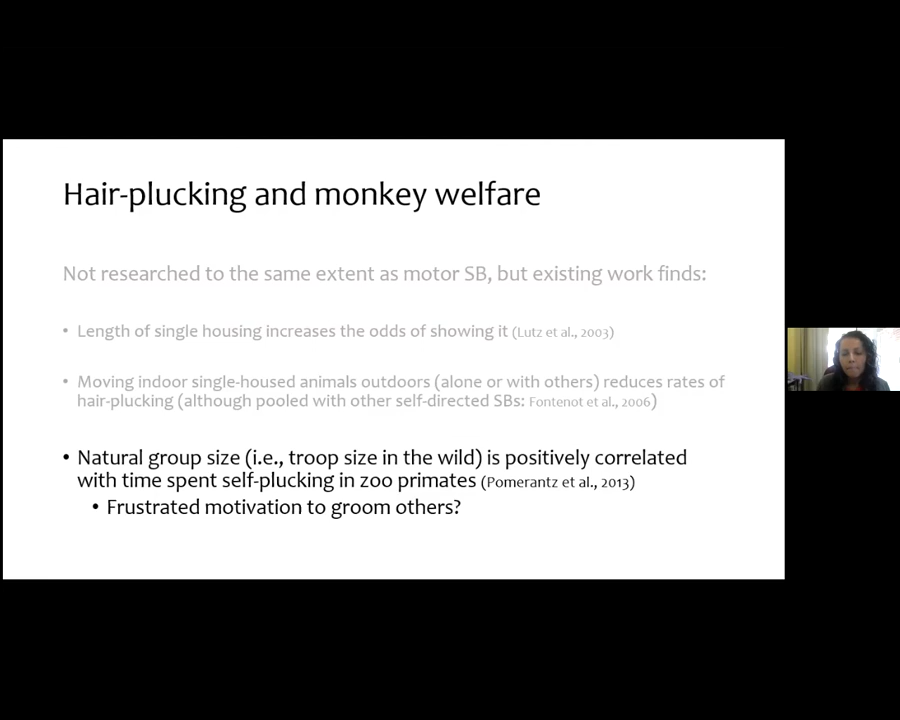 Hair-plucking and monkey welfare
Not researched to the same extent as motor SB, but existing work finds:
• Length of single housing increases the odds of showing it (Lutz et al., 2003)
• Moving indoor single-housed animals outdoors (alone or with others) reduces rates of
hair-plucking (although pooled with other self-directed SBs: Fontenot et al., 2006)
• Natural group size (i.e., troop size in the wild) is positively correlated
with time spent self-plucking in zoo primates (Pomerantz et al., 2013)
• Frustrated motivation to groom others?